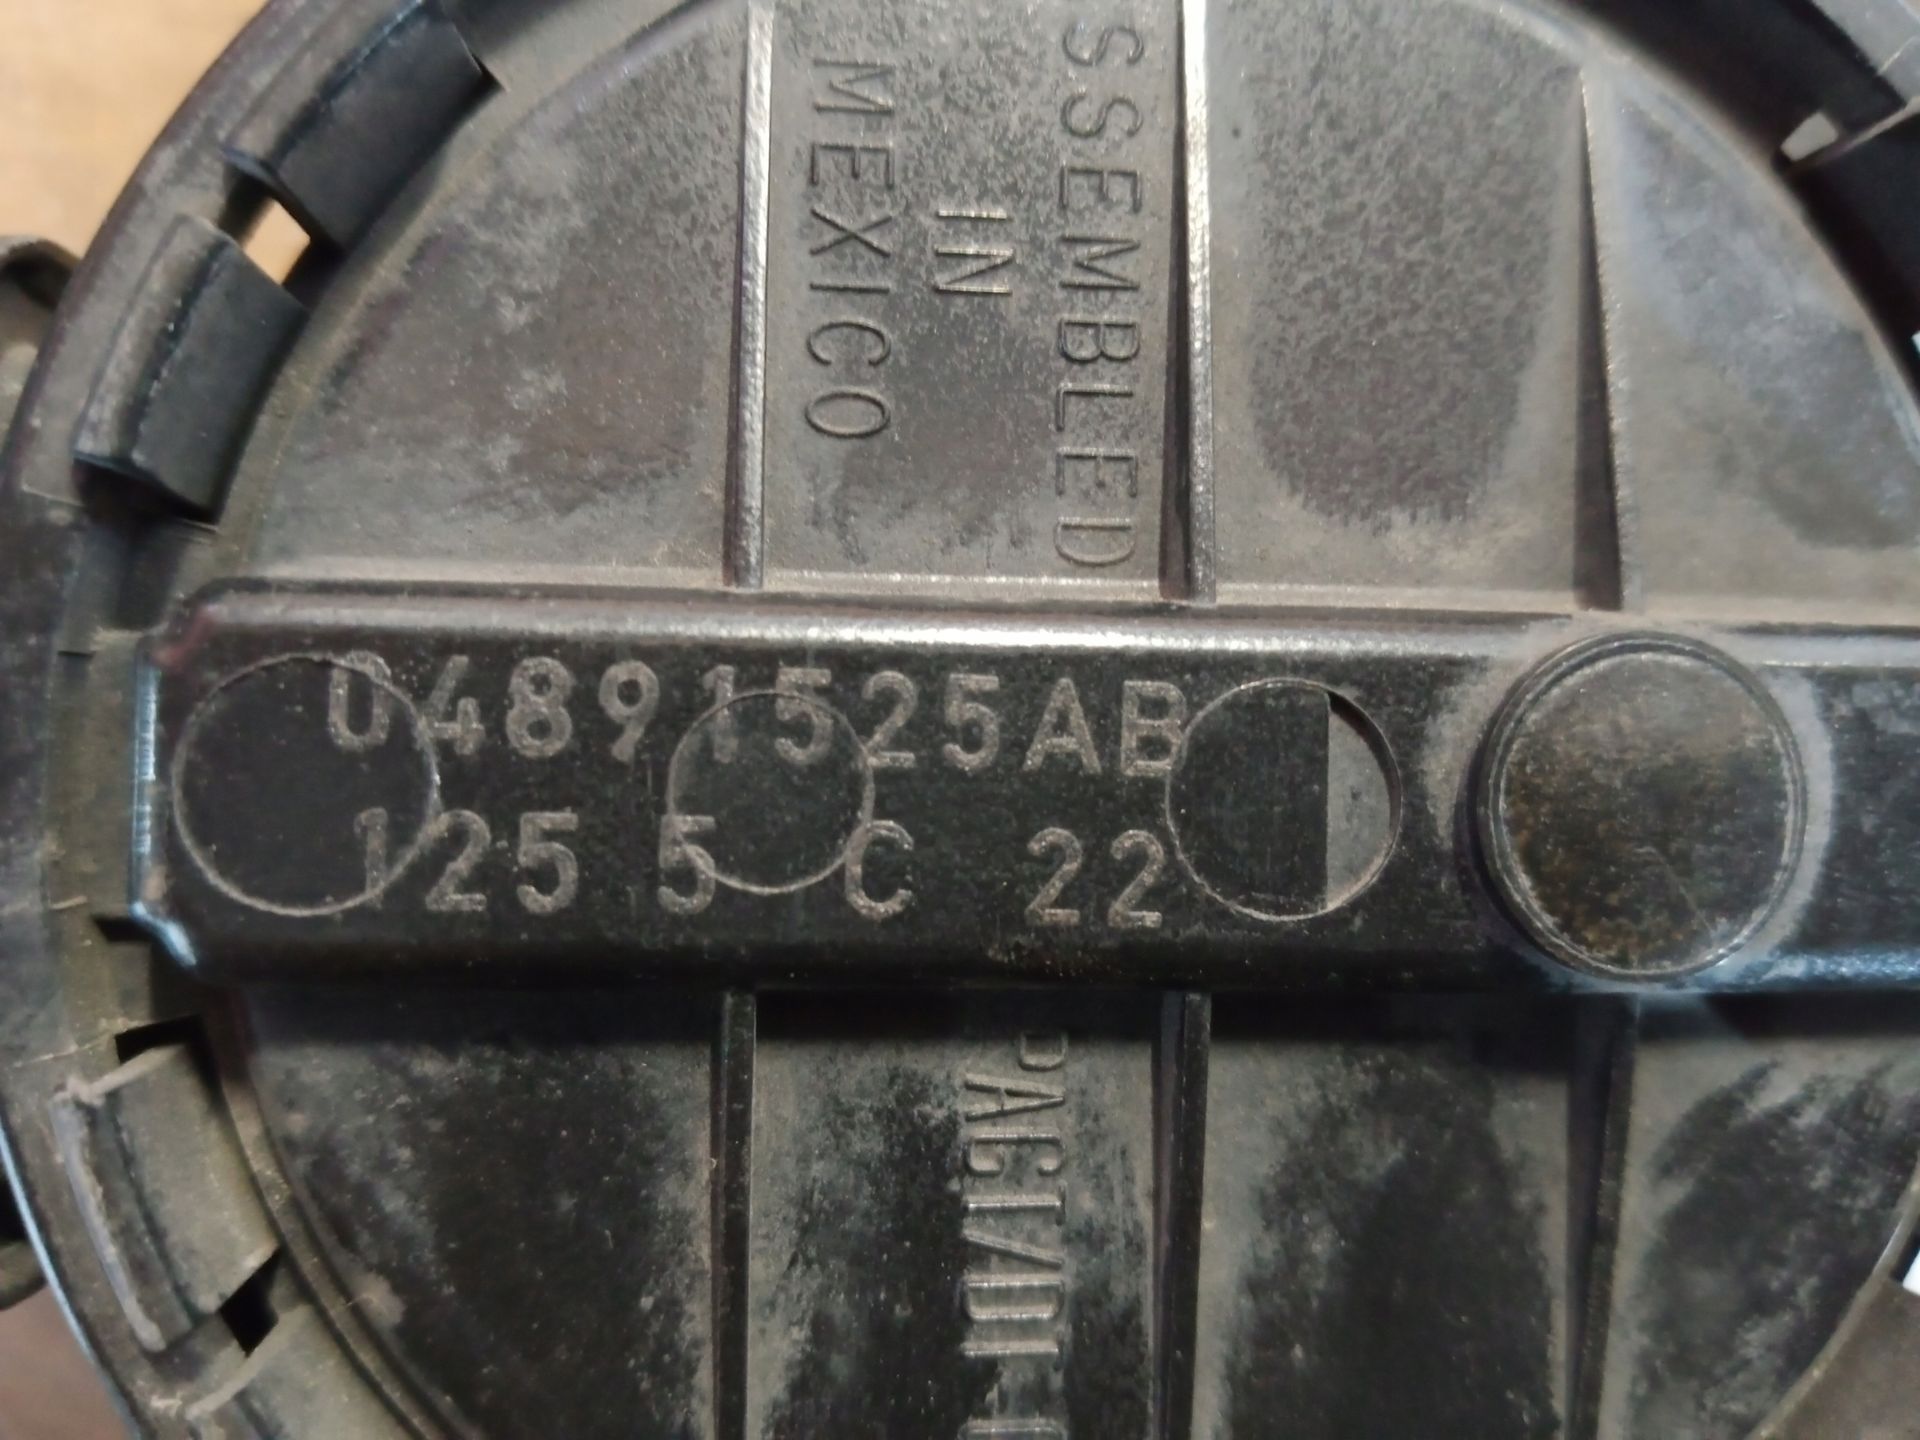 SSEMBLED
IN
MEXICO
04891525AB
125 5 C 22